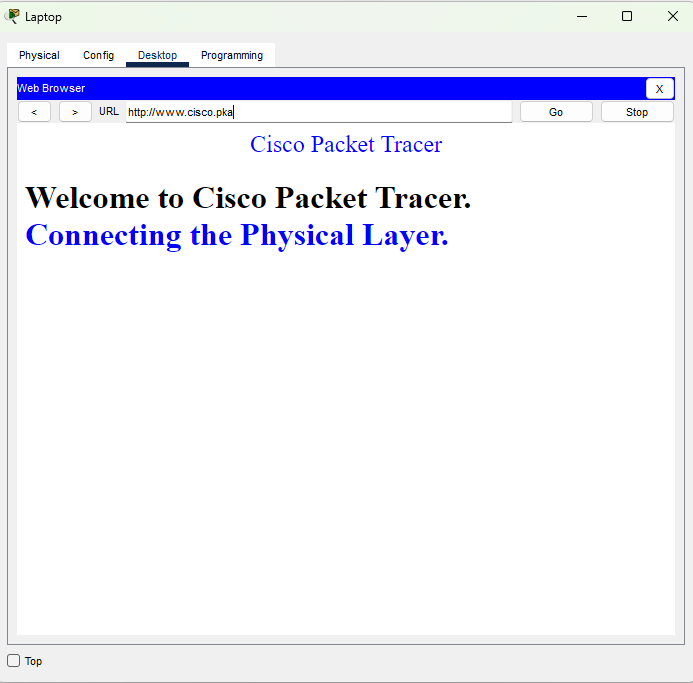 Laptop
Physical Config Desktop Programming
Web Browser X
< > URL http://www.cisco.pka Go Stop
Cisco Packet Tracer
Welcome to Cisco Packet Tracer.
Connecting the Physical Layer.
Top